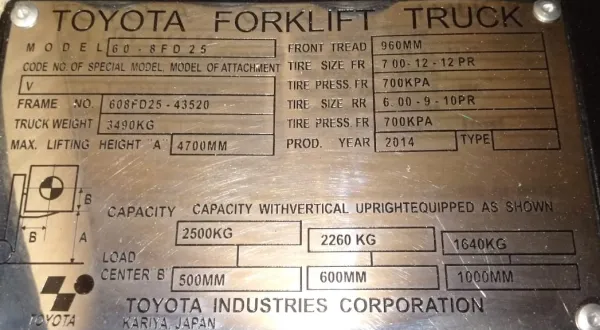 TOYOTA FORKLIFT TRUCK
MODEL 60-8FD25
CODE NO. OF SPECIAL MODEL, MODEL OF ATTACHMENT
V
FRAME NO. 608FD25-43520
TRUCK WEIGHT 3490KG
MAX. LIFTING HEIGHT A 4700MM
FRONT TREAD 960MM
TIRE SIZE FR 7 00-12-12 PR
TIRE PRESS. FR 700KPA
TIRE SIZE RR 6.00-9-10PR
TIRE PRESS. FR 700KPA
PROD. YEAR 2014 TYPE
B
B
A
CAPACITY CAPACITY WITHVERTICAL UPRIGHTEQUIPPED AS SHOWN
2500KG 2260 KG 1640KG
LOAD
CENTER B 500MM 600MM 1000MM
TOYOTA
TOYOTA INDUSTRIES CORPORATION
KARIYA, JAPAN